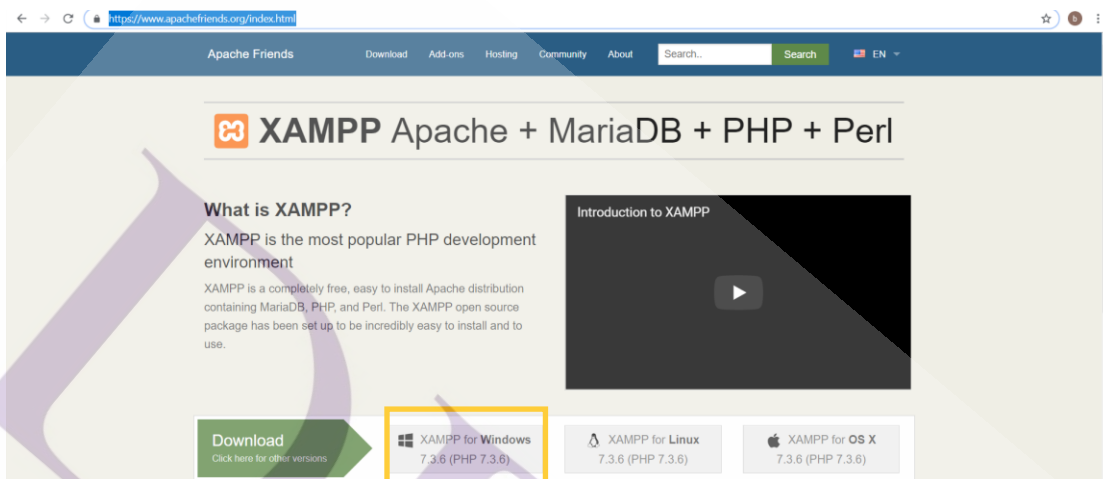 https://www.apachefriends.org/index.html
b
Apache Friends Download Add-ons Hosting Community About Search.. Search EN
XAMPP Apache + MariaDB + PHP + Perl
What is XAMPP?
XAMPP is the most popular PHP development
environment
XAMPP is a completely free, easy to install Apache distribution
containing MariaDB, PHP, and Perl. The XAMPP open source
package has been set up to be incredibly easy to install and to
use.
Introduction to XAMPP
Download
Click here for other versions
XAMPP for Windows
7.3.6 (PHP 7.3.6)
XAMPP for Linux
7.3.6 (PHP 7.3.6)
XAMPP for OS X
7.3.6 (PHP 7.3.6)